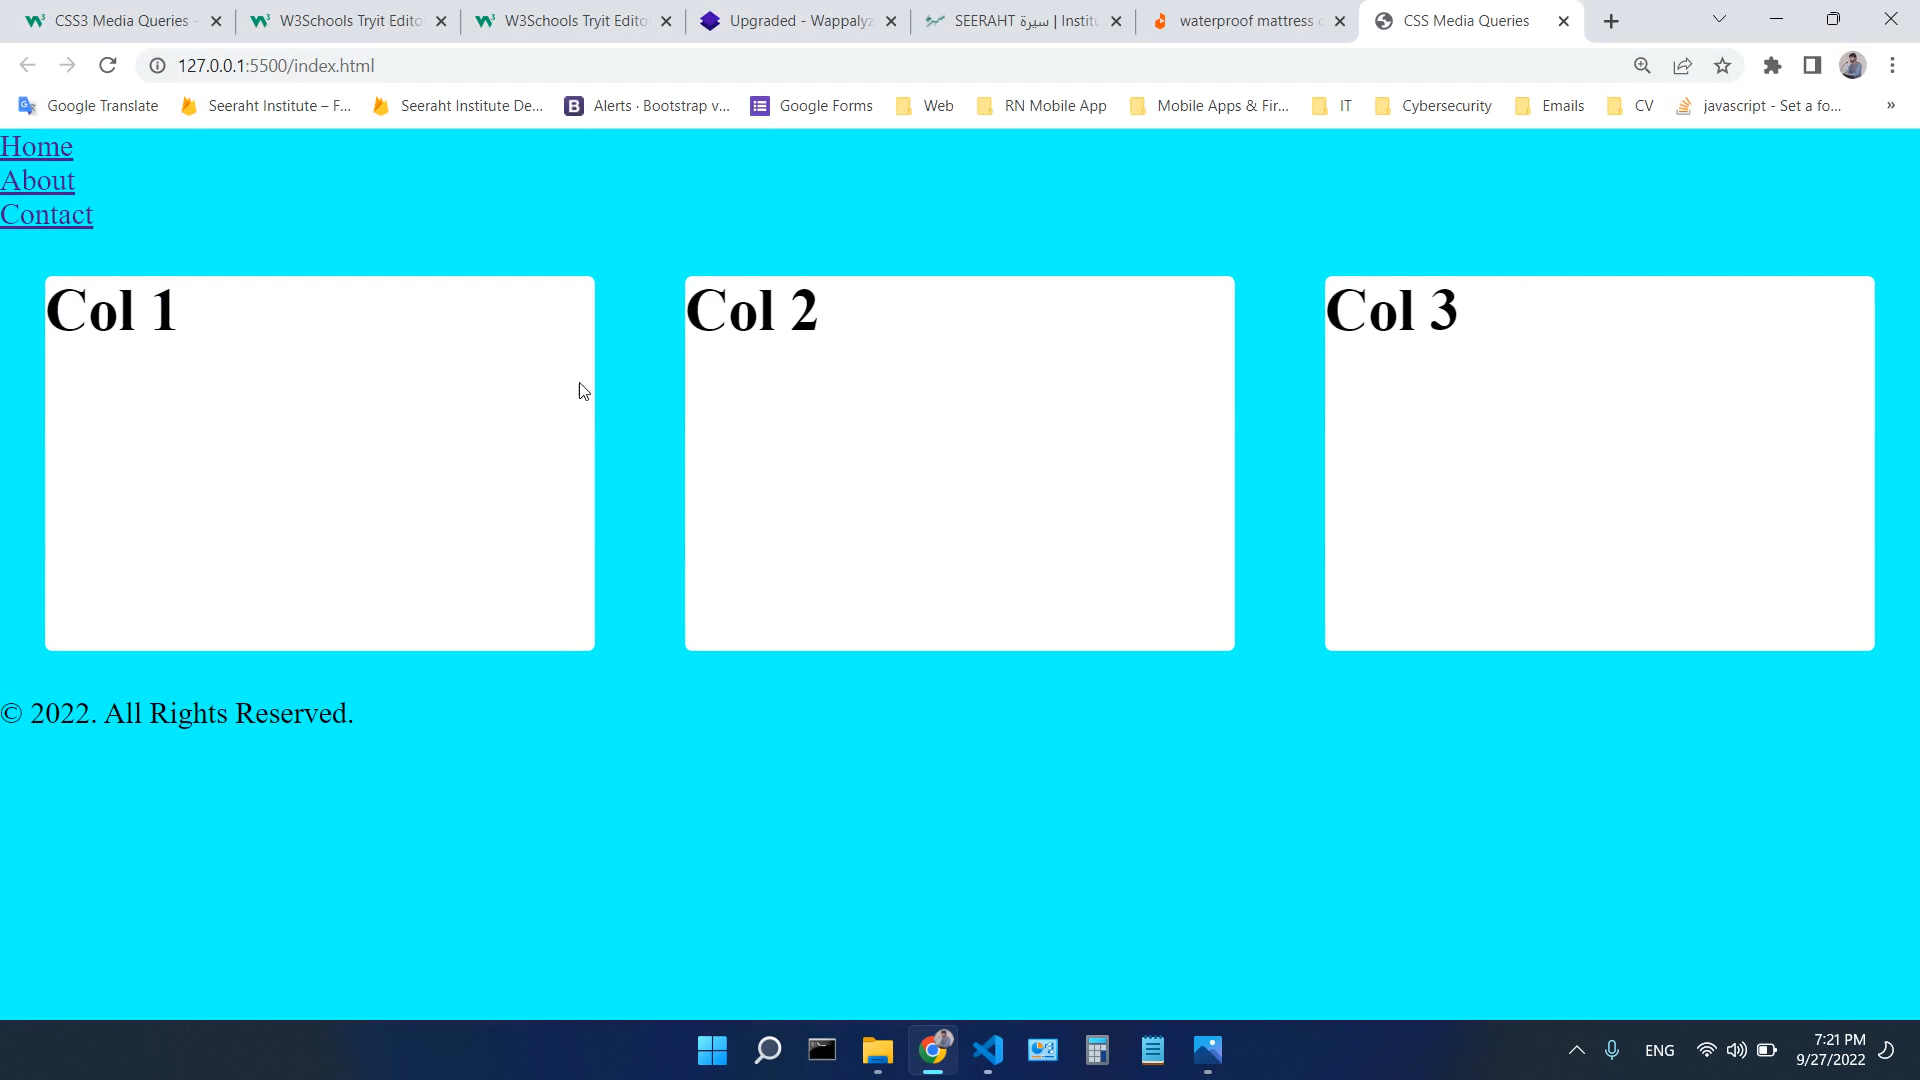 CSS3 Media Queries -
W3Schools Tryit Edito
W3Schools Tryit Edito
Upgraded - Wappalyz
SEERAHT سيرة | Institu
waterproof mattress c
CSS Media Queries
127.0.0.1:5500/index.html
Google Translate
Seeraht Institute – F...
Seeraht Institute De...
Alerts · Bootstrap v...
Google Forms
Web
RN Mobile App
Mobile Apps & Fir...
IT
Cybersecurity
Emails
CV
javascript - Set a fo...
»
Home
About
Contact
Col 1
Col 2
Col 3
© 2022. All Rights Reserved.
ENG
7:21 PM
9/27/2022